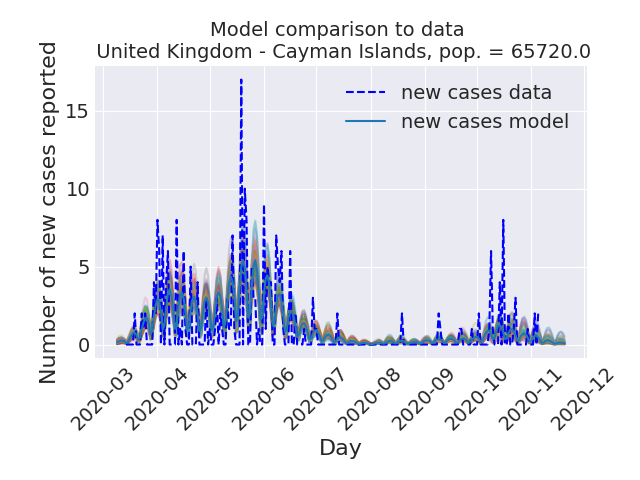 Model comparison to data
United Kingdom - Cayman Islands, pop. = 65720.0
Number of new cases reported
15
10
5
0
new cases data
new cases model
2020-03
2020-04
2020-05
2020-06
2020-07
2020-08
2020-09
2020-10
2020-11
2020-12
Day